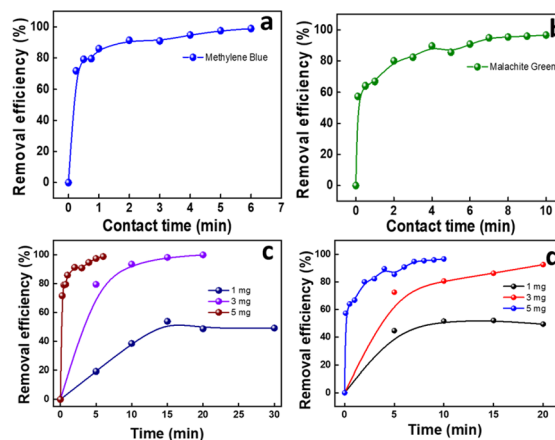 a
Removal efficiency (%)
100
80
60
40
20
0
Methylene Blue
0 1 2 3 4 5 6 7
Contact time (min)
b
Removal efficiency (%)
100
80
60
40
20
0
Malachite Green
0 2 4 6 8 10
Contact time (min)
c
Removal efficiency (%)
100
80
60
40
20
0
1 mg
3 mg
5 mg
0 5 10 15 20 25 30
Time (min)
d
Removal efficiency (%)
100
80
60
40
20
0
1 mg
3 mg
5 mg
0 5 10 15 20
Time (min)